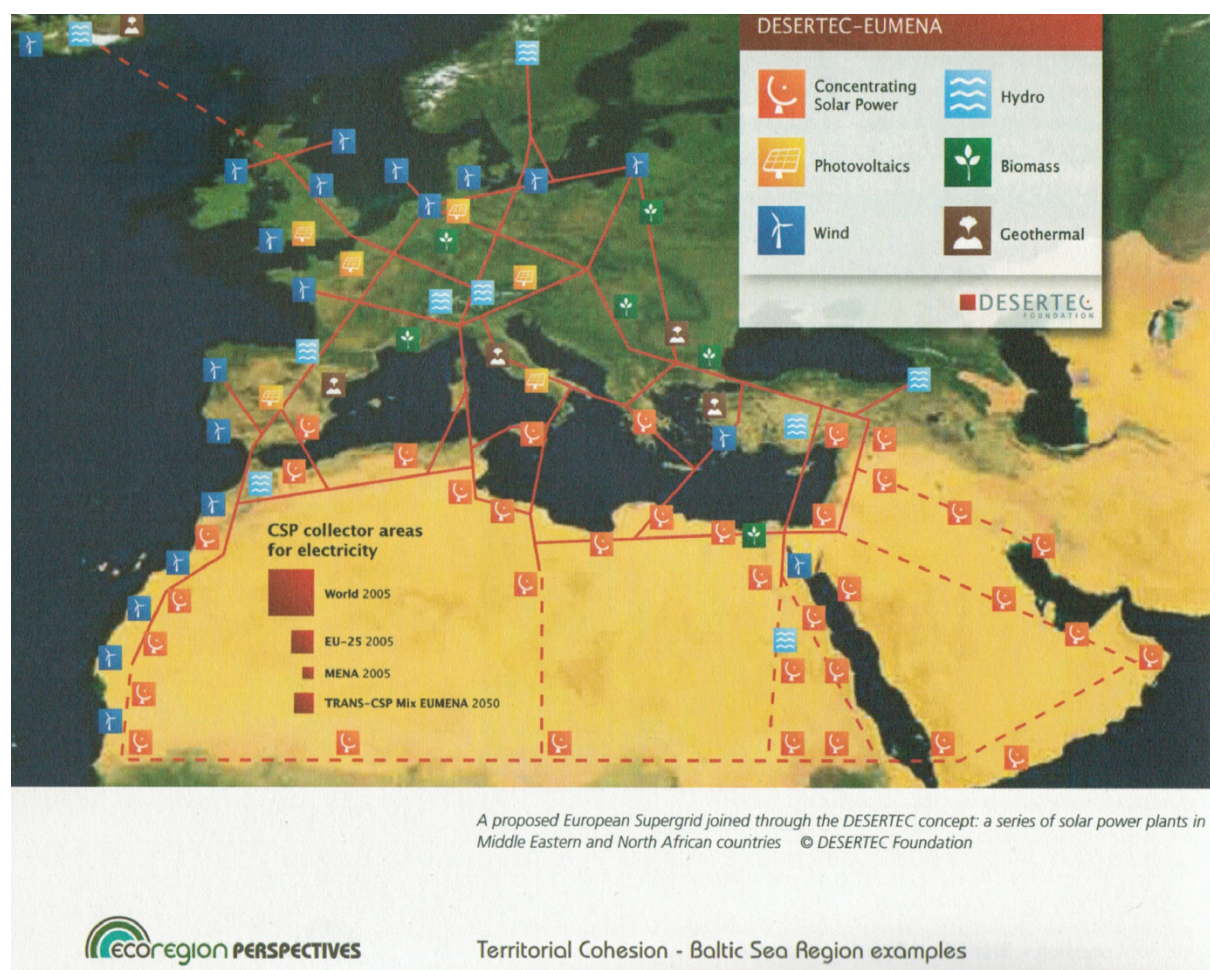 DESERTEC–EUMENA
Concentrating
Solar Power
Hydro
Photovoltaics
Biomass
Wind
Geothermal
DESERTEC
FOUNDATION
CSP collector areas
for electricity
World 2005
EU–25 2005
MENA 2005
TRANS–CSP Mix EUMENA 2050
A proposed European Supergrid joined through the DESERTEC concept: a series of solar power plants in
Middle Eastern and North African countries © DESERTEC Foundation
ecoregion PERSPECTIVES
Territorial Cohesion - Baltic Sea Region examples